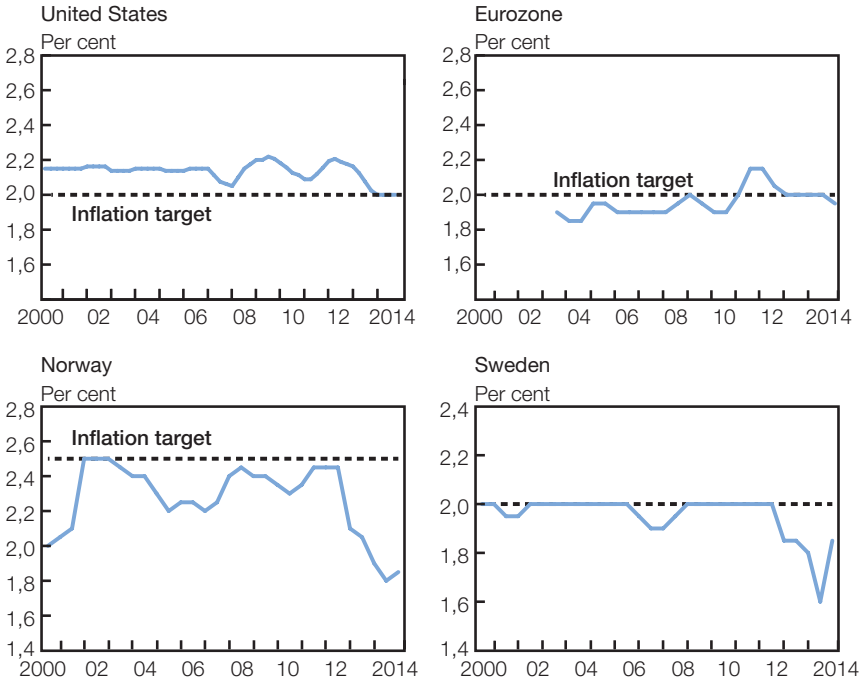 United States
Per cent
2,8
2,6
2,4
2,2
2,0
1,8
1,6
Inflation target
2000 02 04 06 08 10 12 2014
Eurozone
Per cent
2,8
2,6
2,4
2,2
2,0
1,8
1,6
Inflation target
2000 02 04 06 08 10 12 2014
Norway
Per cent
2,8
2,6
2,4
2,2
2,0
1,8
1,6
1,4
Inflation target
2000 02 04 06 08 10 12 2014
Sweden
Per cent
2,4
2,2
2,0
1,8
1,6
1,4
2000 02 04 06 08 10 12 2014